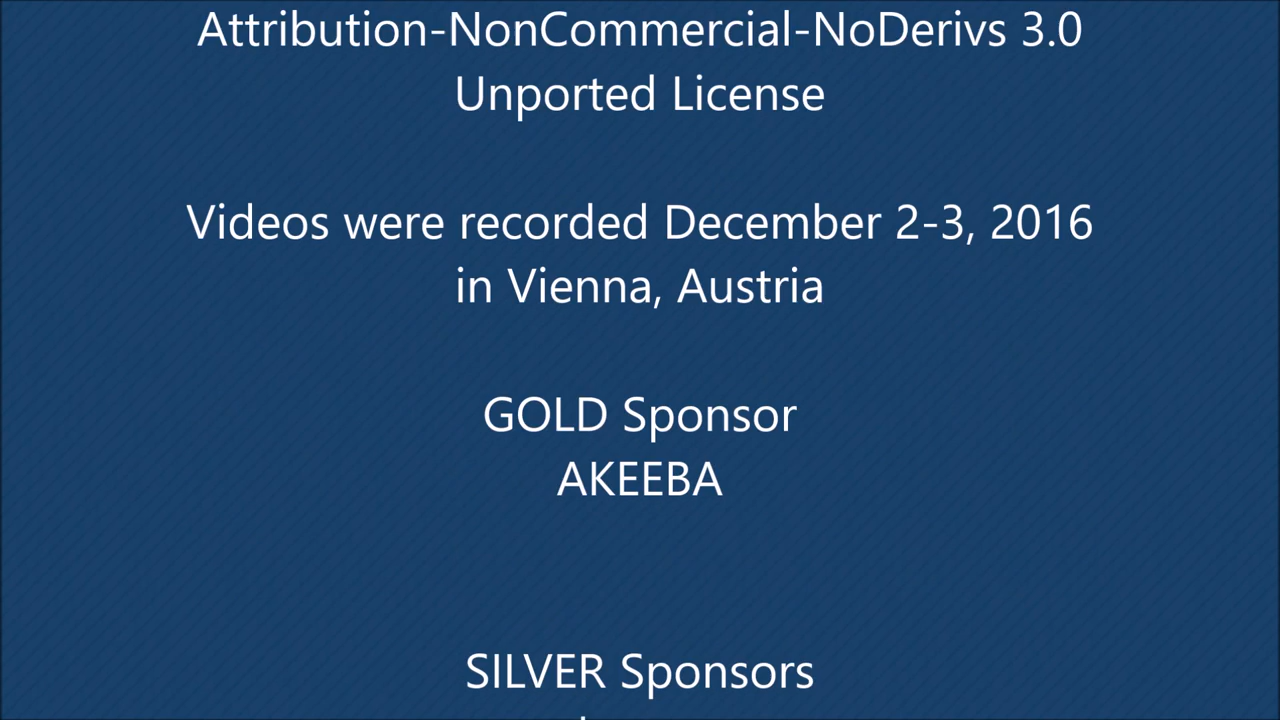 Attribution-NonCommercial-NoDerivs 3.0
Unported License
Videos were recorded December 2-3, 2016
in Vienna, Austria
GOLD Sponsor
AKEEBA
SILVER Sponsors